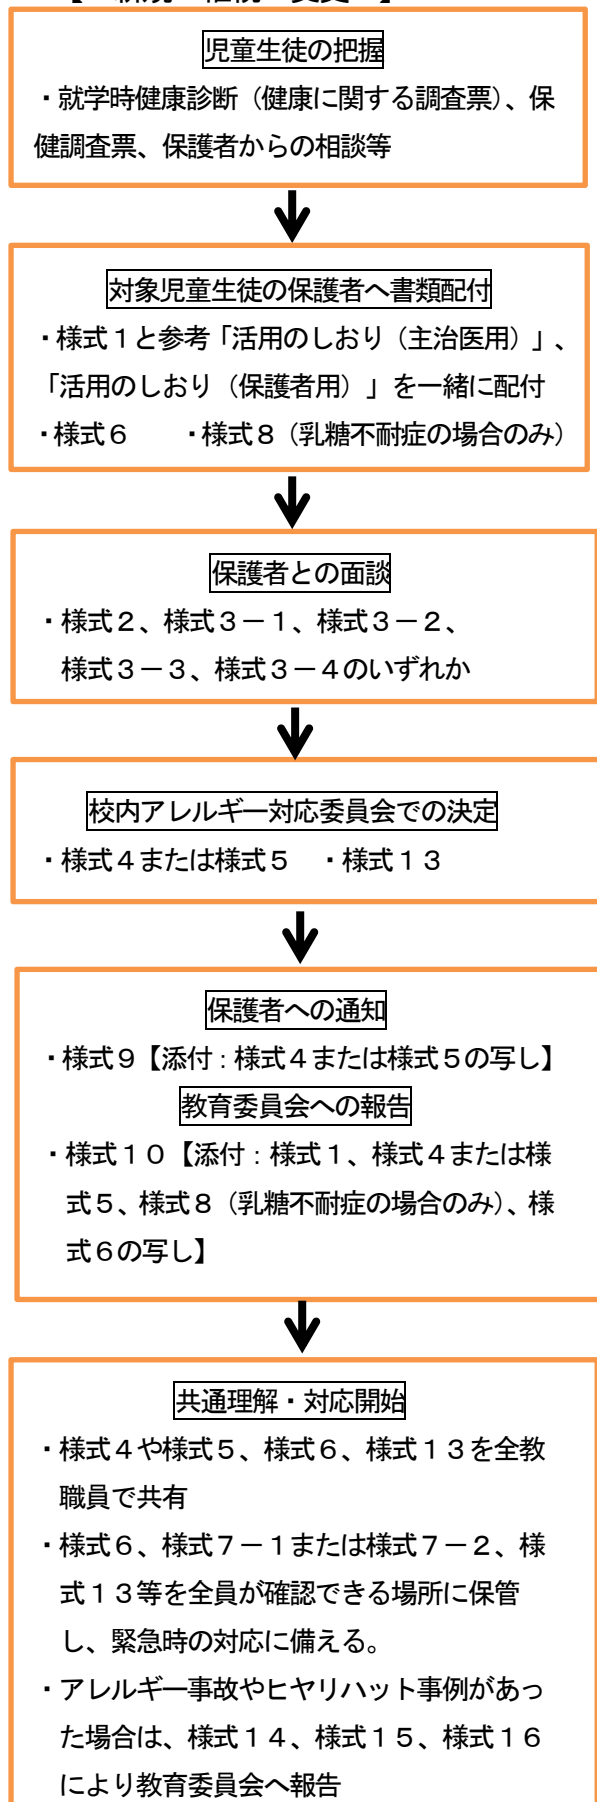 児童生徒の把握
・就学時健康診断（健康に関する調査票）、保
健調査票、保護者からの相談等
対象児童生徒の保護者へ書類配付
・様式１と参考「活用のしおり（主治医用）」、
「活用のしおり（保護者用）」を一緒に配付
・様式６　・様式８（乳糖不耐症の場合のみ）
保護者との面談
・様式２、様式３－１、様式３－２、
様式３－３、様式３－４のいずれか
校内アレルギー対応委員会での決定
・様式４または様式５　・様式１３
保護者への通知
・様式９【添付：様式４または様式５の写し】
教育委員会への報告
・様式１０【添付：様式１、様式４または様
式５、様式８（乳糖不耐症の場合のみ）、様
式６の写し】
共通理解・対応開始
・様式４や様式５、様式６、様式１３を全教
職員で共有
・様式６、様式７－１または様式７－２、様
式１３等を全員が確認できる場所に保管
し、緊急時の対応に備える。
・アレルギー事故やヒヤリハット事例があっ
た場合は、様式１４、様式１５、様式１６
により教育委員会へ報告